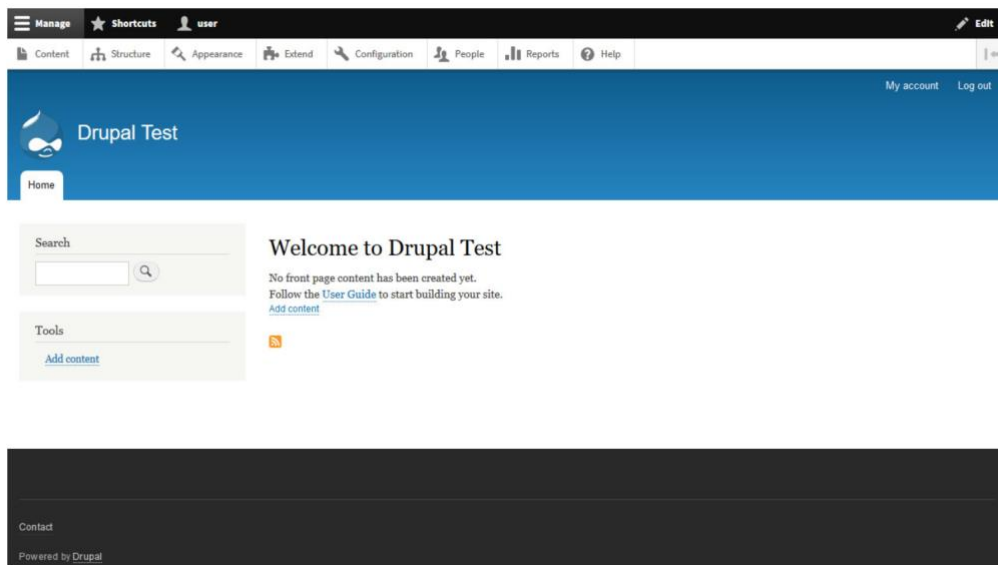 Manage Shortcuts user Edit
Content Structure Appearance Extend Configuration People Reports Help
My account Log out
Drupal Test
Home
Search
Tools
Add content
Welcome to Drupal Test
No front page content has been created yet.
Follow the User Guide to start building your site.
Add content
Contact
Powered by Drupal